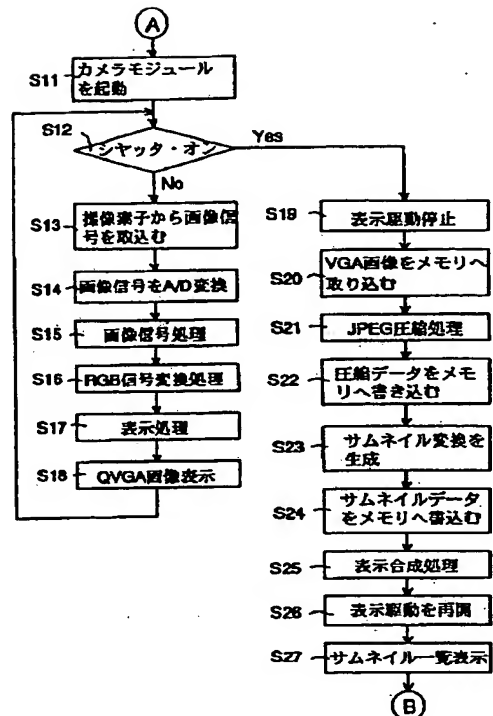 A
S11
カメラモジュール
を起動
S12
シヤッタ・オン
Yes
No
S13
撮像素子から画像信
号を取込む
S14
画像信号をA/D変換
S15
画像信号処理
S16
RGB信号変換処理
S17
表示処理
S18
QVGA画像表示
S19
表示駆動停止
S20
VGA画像をメモリへ
取り込む
S21
JPEG圧縮処理
S22
圧縮データをメモ
リへ書き込む
S23
サムネイル変換を
生成
S24
サムネイルデータ
をメモリへ書込む
S25
表示合成処理
S26
表示駆動を再開
S27
サムネイル一覧表示
B